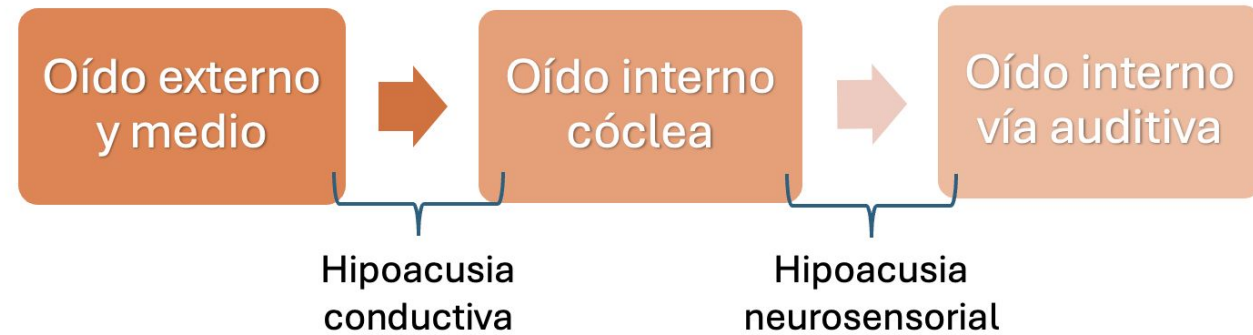 Oído externo
y medio
Oído interno
cóclea
Oído interno
vía auditiva
Hipoacusia
conductiva
Hipoacusia
neurosensorial